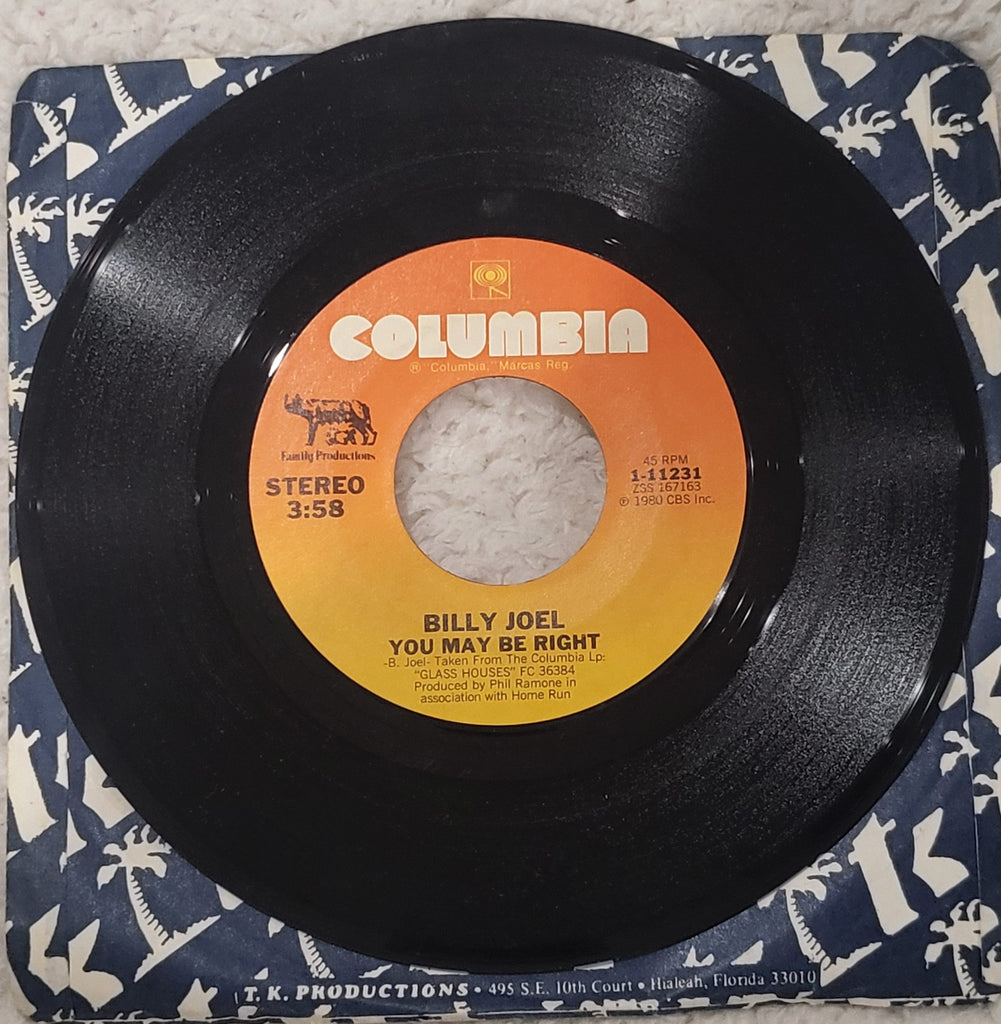 COLUMBIA
® "Columbia," Marcas Reg.
Family Productions
STEREO
3:58
45 RPM
1-11231
ZSS 167163
℗ 1980 CBS Inc.
BILLY JOEL
YOU MAY BE RIGHT
-B. Joel- Taken From The Columbia Lp:
"GLASS HOUSES" FC 36384
Produced by Phil Ramone in
association with Home Run
T. K. PRODUCTIONS • 495 S.E. 10th Court • Hialeah, Florida 33010